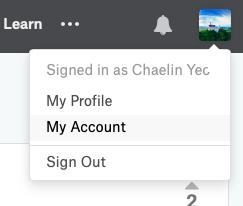 Learn •••
Signed in as Chaelin
My Profile
My Account
Sign Out
2